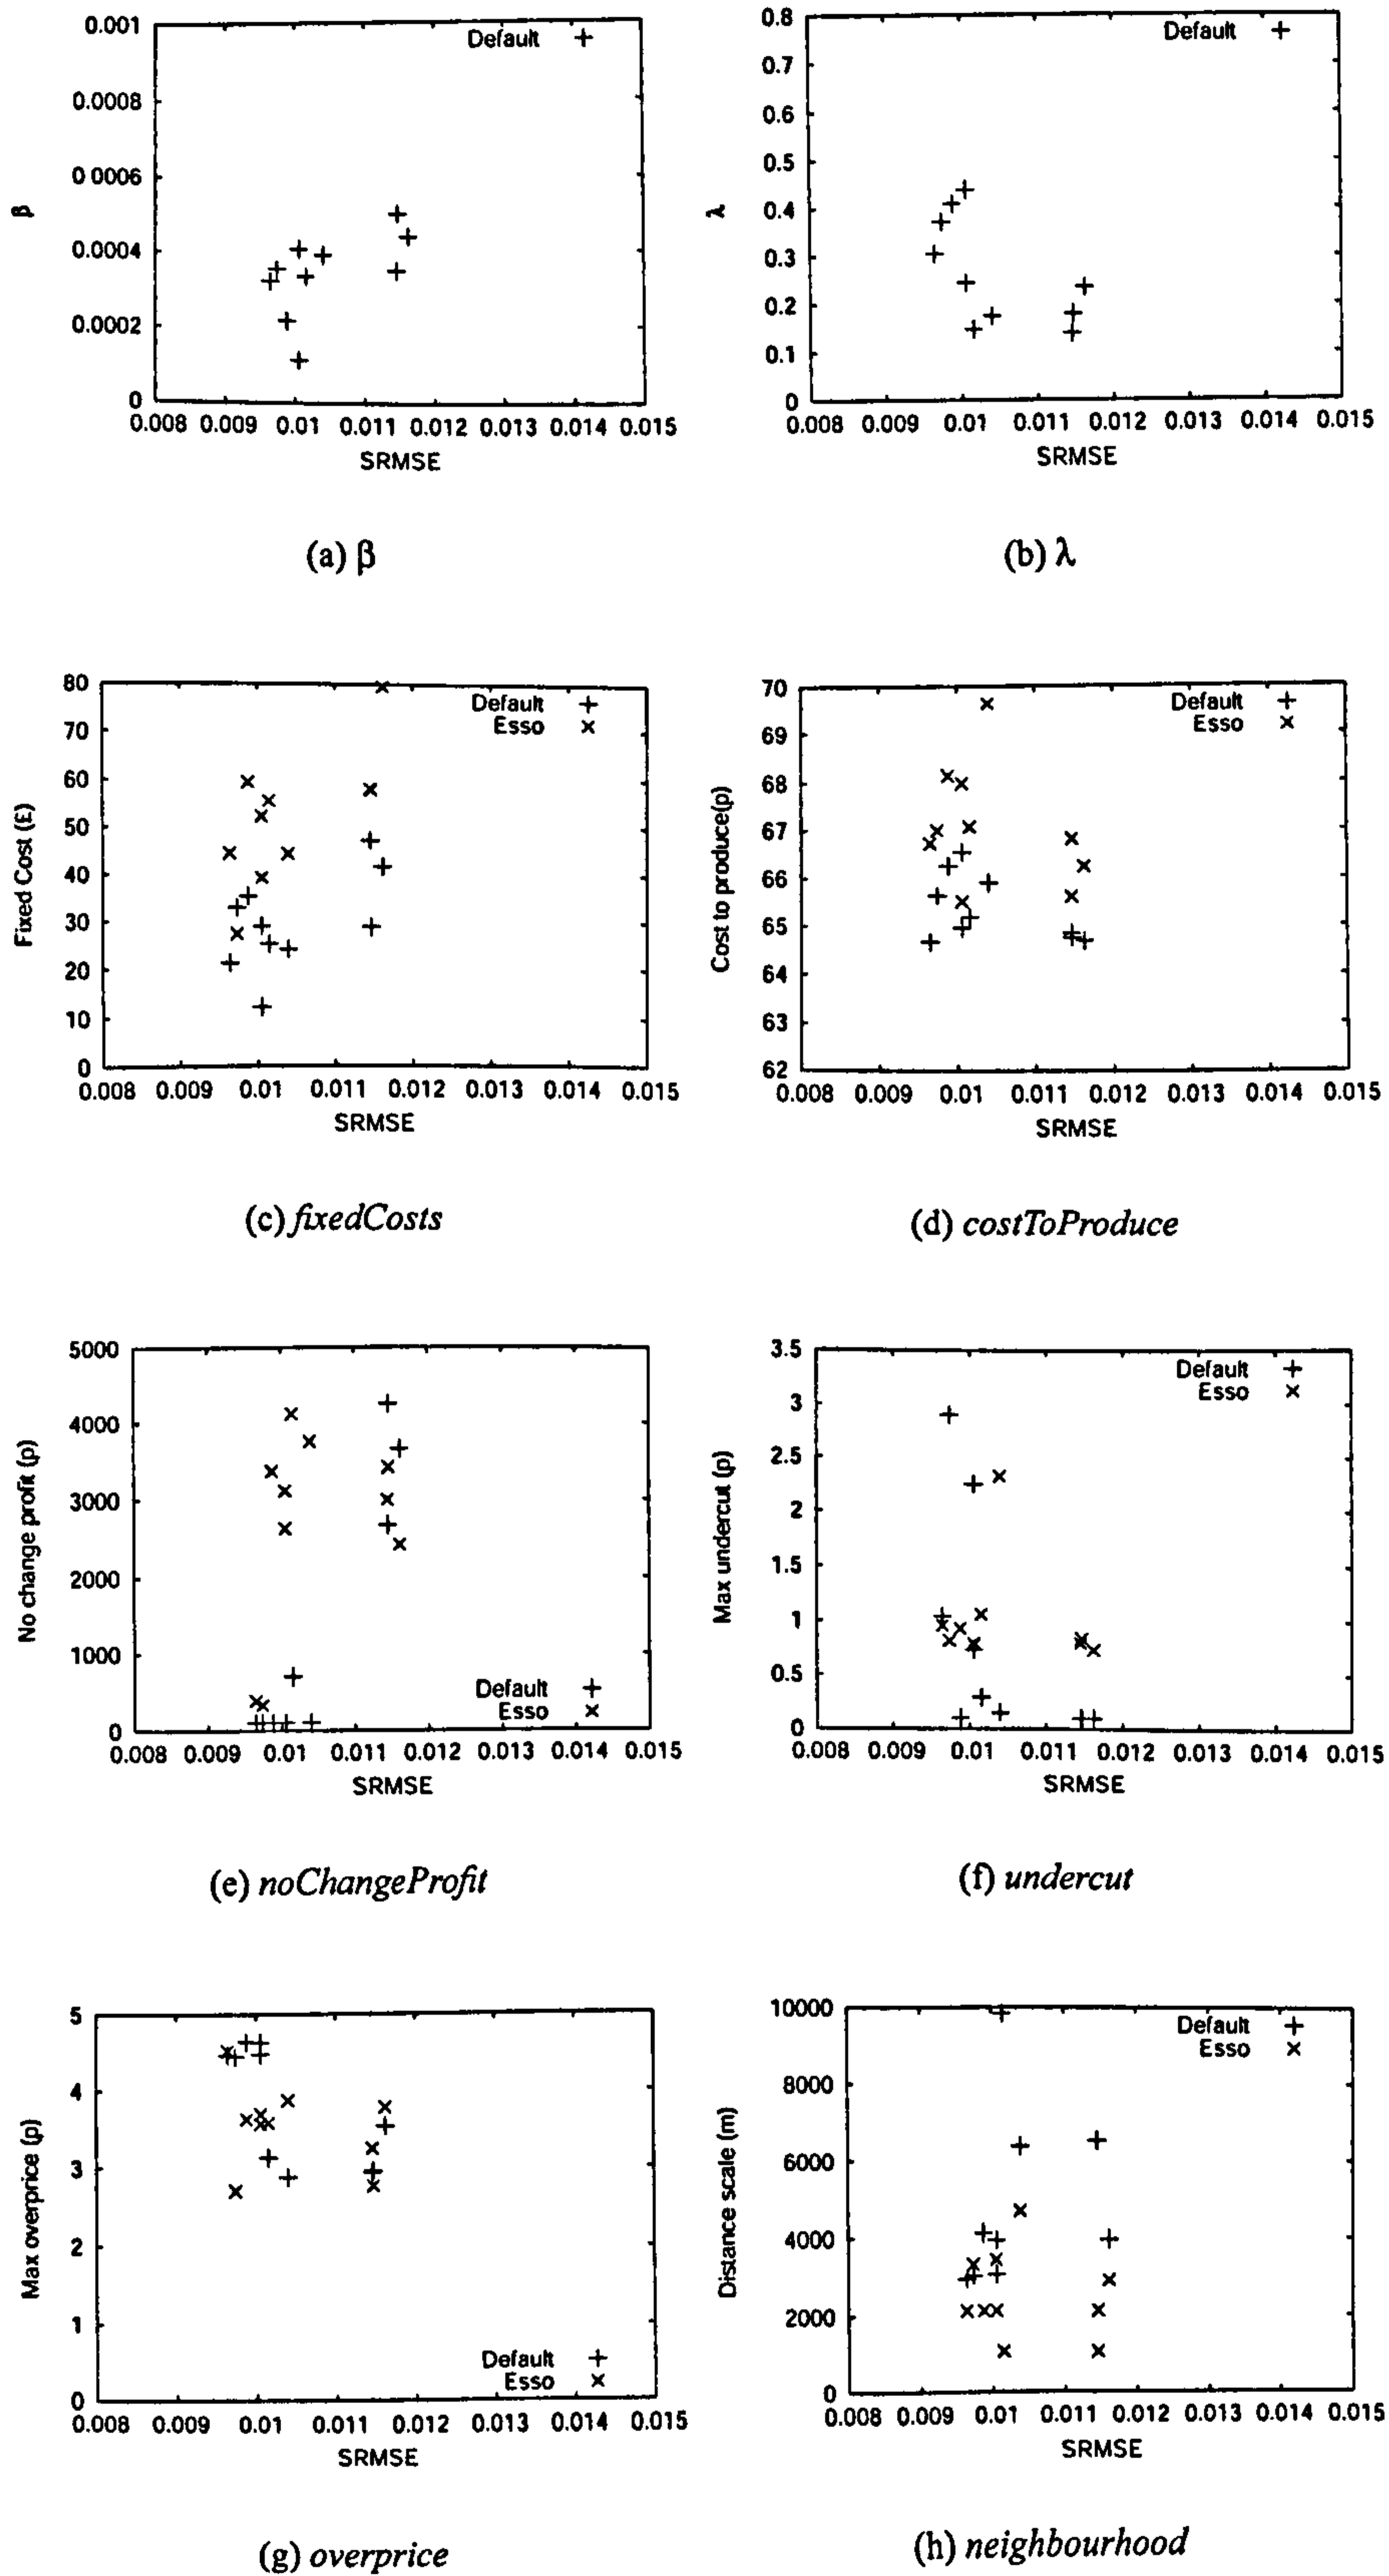 0.001
0.0008
0 0006
0.0004
0.0002
0
β
Default
0.008 0.009 0.01 0.011 0.012 0.013 0.014 0.015
SRMSE
(a) β
0.8
0.7
0.6
0.5
0.4
0.3
0.2
0.1
0
λ
Default
0.008 0.009 0.01 0.011 0.012 0.013 0.014 0.015
SRMSE
(b) λ
80
70
60
50
40
30
20
10
0
Fixed Cost (£)
Default
Esso
0.008 0.009 0.01 0.011 0.012 0.013 0.014 0.015
SRMSE
(c) fixedCosts
70
69
68
67
66
65
64
63
62
Cost to produce(p)
Default
Esso
0.008 0.009 0.01 0.011 0.012 0.013 0.014 0.015
SRMSE
(d) costToProduce
5000
4000
3000
2000
1000
0
No change profit (p)
Default
Esso
0.008 0.009 0.01 0.011 0.012 0.013 0.014 0.015
SRMSE
(e) noChangeProfit
3.5
3
2.5
2
1.5
1
0.5
0
Max undercut (p)
Default
Esso
0.008 0.009 0.01 0.011 0.012 0.013 0.014 0.015
SRMSE
(f) undercut
5
4
3
2
1
0
Max overprice (p)
Default
Esso
0.008 0.009 0.01 0.011 0.012 0.013 0.014 0.015
SRMSE
(g) overprice
10000
8000
6000
4000
2000
0
Distance scale (m)
Default
Esso
0.008 0.009 0.01 0.011 0.012 0.013 0.014 0.015
SRMSE
(h) neighbourhood